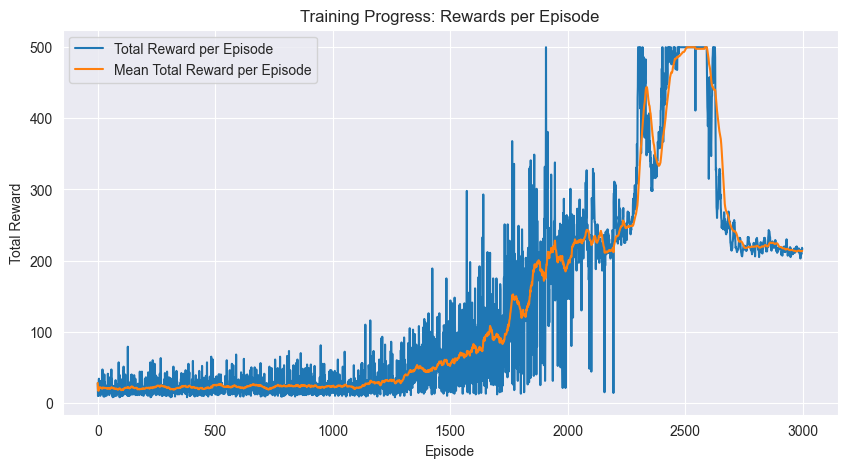 Training Progress: Rewards per Episode
Total Reward per Episode
Mean Total Reward per Episode
Total Reward
500
400
300
200
100
0
0
500
1000
1500
2000
2500
3000
Episode